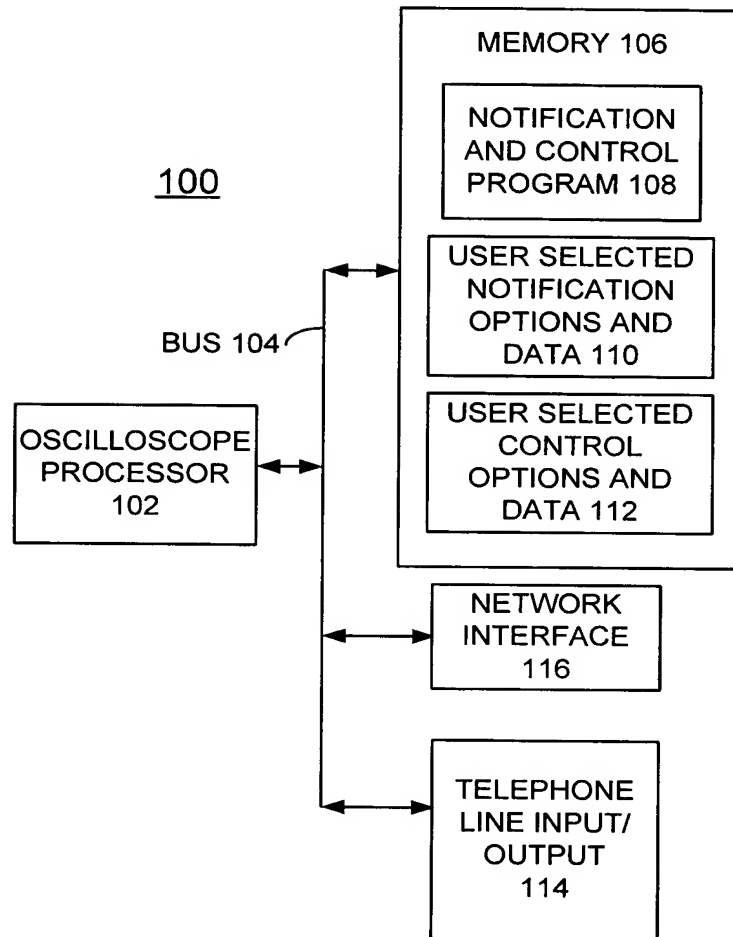 MEMORY 106
NOTIFICATION
AND CONTROL
PROGRAM 108
100
USER SELECTED
NOTIFICATION
OPTIONS AND
DATA 110
BUS 104
USER SELECTED
CONTROL
OPTIONS AND
DATA 112
OSCILLOSCOPE
PROCESSOR
102
NETWORK
INTERFACE
116
TELEPHONE
LINE INPUT/
OUTPUT
114